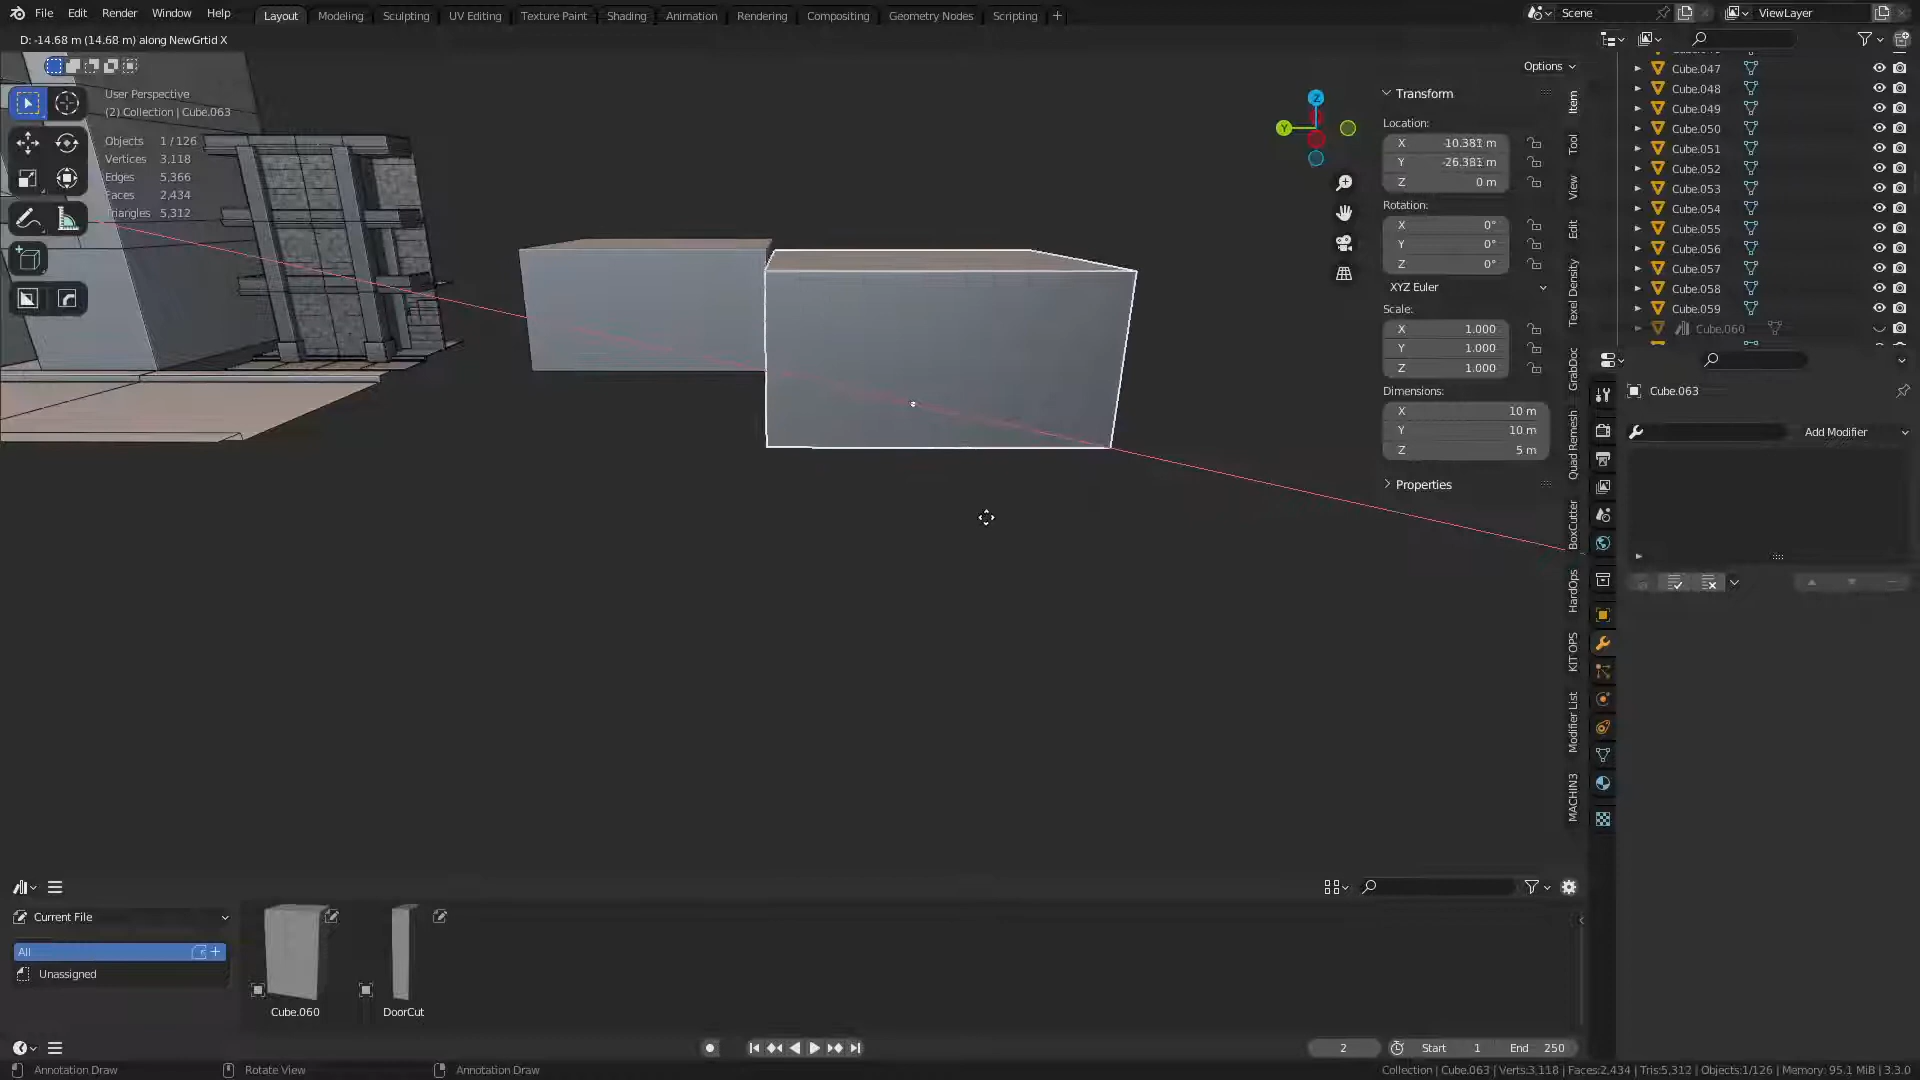 File Edit Render Window Help
Layout Modeling Sculpting UV Editing Texture Paint Shading Animation Rendering Compositing Geometry Nodes Scripting +
Scene
ViewLayer
D: -14.68 m (14.68 m) along NewGrtid X
Options
User Perspective
(2) Collection | Cube.063
Objects 1 / 126
Vertices 3,118
Edges 5,366
Faces 2,434
Triangles 5,312
Z
Y
Transform
Location:
X -10.381 m
Y -26.381 m
Z 0 m
Rotation:
X 0°
Y 0°
Z 0°
XYZ Euler
Scale:
X 1.000
Y 1.000
Z 1.000
Dimensions:
X 10 m
Y 10 m
Z 5 m
Properties
Item
Tool
View
Edit
Texel Density
GrabDoc
Quad Remesh
BoxCutter
HardOps
KIT OPS
Modifier List
MACHIN3
Cube.047
Cube.048
Cube.049
Cube.050
Cube.051
Cube.052
Cube.053
Cube.054
Cube.055
Cube.056
Cube.057
Cube.058
Cube.059
Cube.060
Cube.063
Add Modifier
Current File
All
Unassigned
Cube.060
DoorCut
2
Start 1 End 250
Annotation Draw
Rotate View
Annotation Draw
Collection | Cube.063 | Verts:3,118 | Faces:2,434 | Tris:5,312 | Objects:1/126 | Memory: 95.1 MiB | 3.3.0